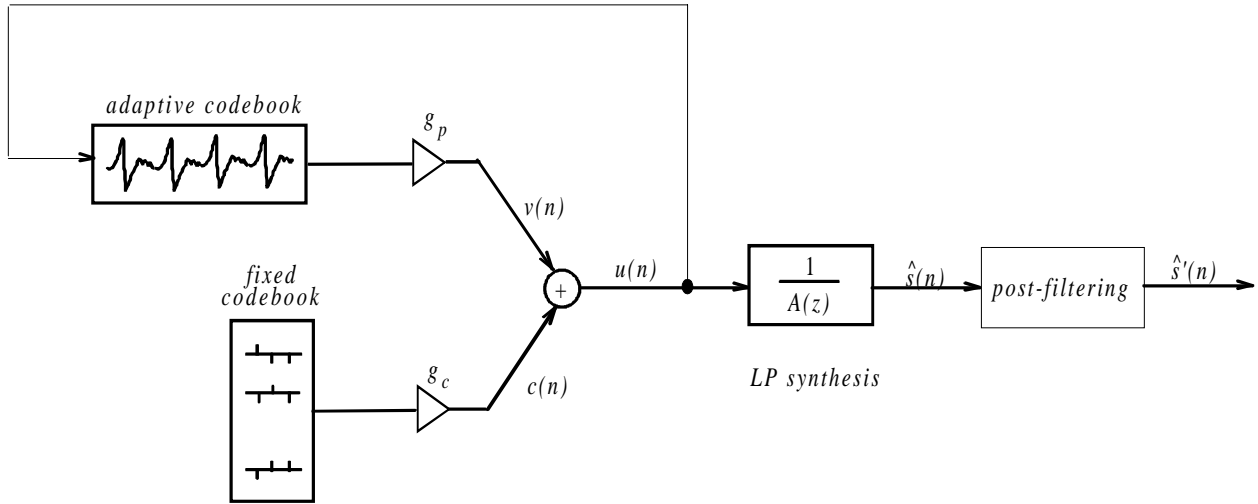 adaptive codebook
g_p
v(n)
fixed
codebook
g_c
c(n)
+
u(n)
1
A(z)
LP synthesis
ŝ(n)
post-filtering
ŝ'(n)